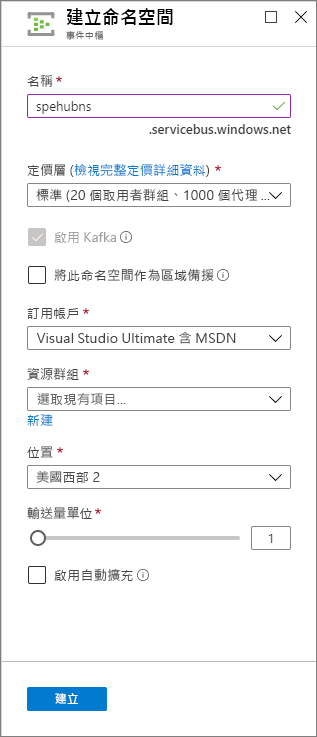 建立命名空間
事件中樞
名稱 *
spehubns
.servicebus.windows.net
定價層 (檢視完整定價詳細資料) *
標準 (20 個取用者群組、1000 個代理 ...
啟用 Kafka
將此命名空間作為區域備援
訂用帳戶 *
Visual Studio Ultimate 含 MSDN
資源群組 *
選取現有項目...
新建
位置 *
美國西部 2
輸送量單位 *
1
啟用自動擴充
建立